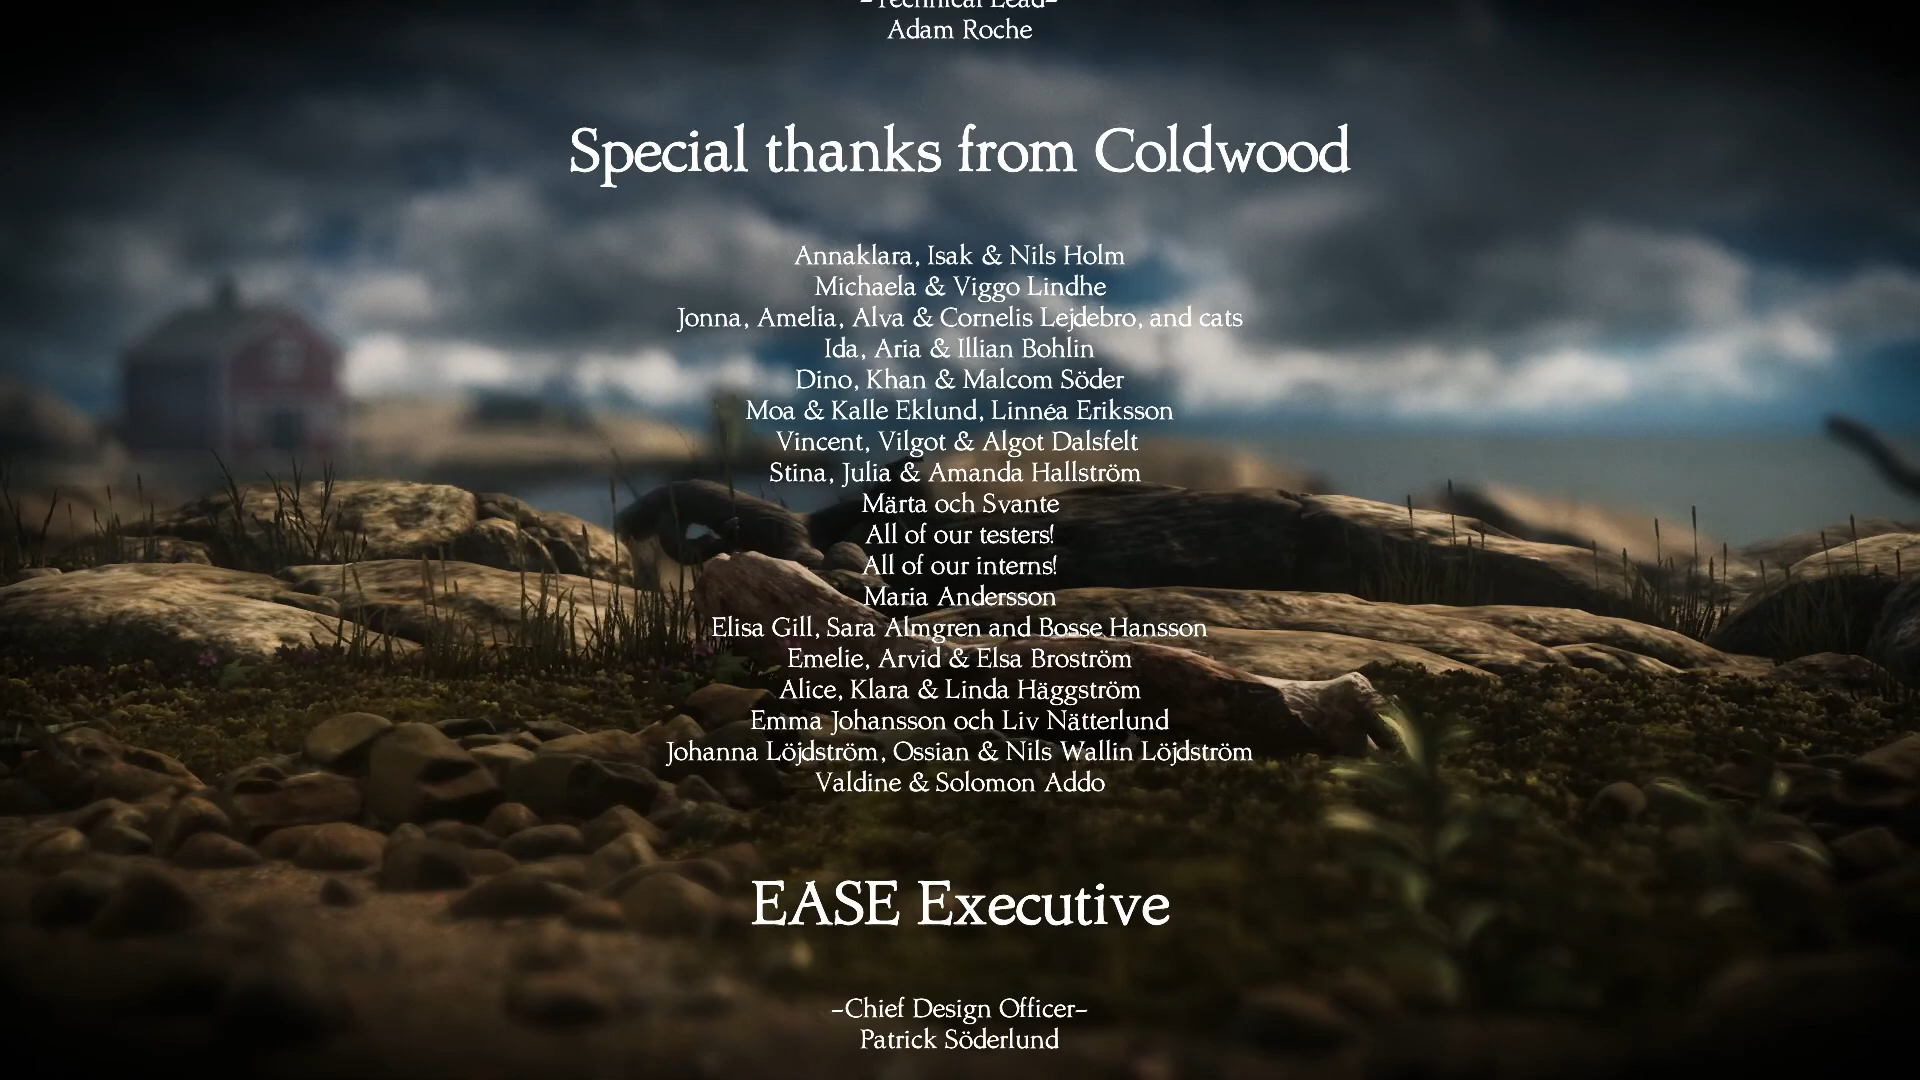 -Technical Lead-
Adam Roche
Special thanks from Coldwood
Annaklara, Isak & Nils Holm
Michaela & Viggo Lindhe
Jonna, Amelia, Alva & Cornelis Lejdebro, and cats
Ida, Aria & Illian Bohlin
Dino, Khan & Malcom Söder
Moa & Kalle Eklund, Linnéa Eriksson
Vincent, Vilgot & Algot Dalsfelt
Stina, Julia & Amanda Hallström
Märta och Svante
All of our testers!
All of our interns!
Maria Andersson
Elisa Gill, Sara Almgren and Bosse Hansson
Emelie, Arvid & Elsa Broström
Alice, Klara & Linda Häggström
Emma Johansson och Liv Nätterlund
Johanna Löjdström, Ossian & Nils Wallin Löjdström
Valdine & Solomon Addo
EASE Executive
-Chief Design Officer-
Patrick Söderlund